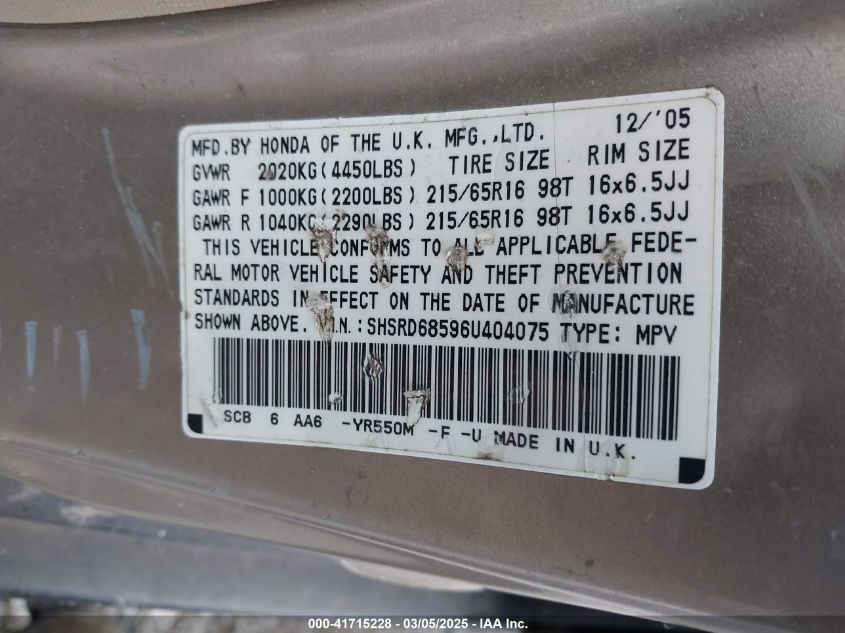 MFD.BY HONDA OF THE U.K. MFG.,LTD. 12/'05
GVWR 2020KG(4450LBS) TIRE SIZE RIM SIZE
GAWR F 1000KG(2200LBS) 215/65R16 98T 16x6.5JJ
GAWR R 1040KG(2290LBS) 215/65R16 98T 16x6.5JJ
THIS VEHICLE CONFORMS TO ALL APPLICABLE FEDE-
RAL MOTOR VEHICLE SAFETY AND THEFT PREVENTION
STANDARDS IN EFFECT ON THE DATE OF MANUFACTURE
SHOWN ABOVE. V.I.N.:SHSRD68596U404075 TYPE: MPV
SCB 6 AA6 -YR550M -F -U MADE IN U.K.
000-41715228 - 03/05/2025 - IAA Inc.